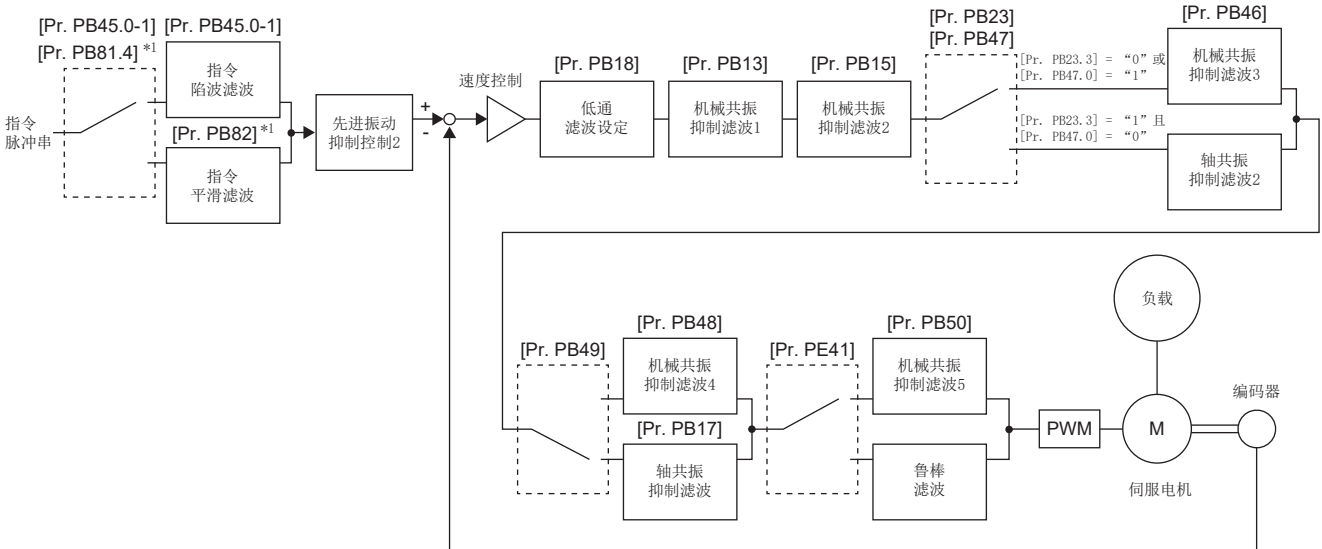 [Pr. PB45.0-1] [Pr. PB45.0-1]
[Pr. PB81.4] *1
指令
陷波滤波
指令
脉冲串
[Pr. PB82] *1
指令
平滑滤波
先进振动
抑制控制2
+
-
速度控制
[Pr. PB18]
低通
滤波设定
[Pr. PB13]
机械共振
抑制滤波1
[Pr. PB15]
机械共振
抑制滤波2
[Pr. PB23]
[Pr. PB47]
[Pr. PB23.3] = “0” 或
[Pr. PB47.0] = “1”
[Pr. PB23.3] = “1” 且
[Pr. PB47.0] = “0”
[Pr. PB46]
机械共振
抑制滤波3
轴共振
抑制滤波2
[Pr. PB49]
[Pr. PB48]
机械共振
抑制滤波4
[Pr. PB17]
轴共振
抑制滤波
[Pr. PE41]
[Pr. PB50]
机械共振
抑制滤波5
鲁棒
滤波
PWM
负载
M
伺服电机
编码器